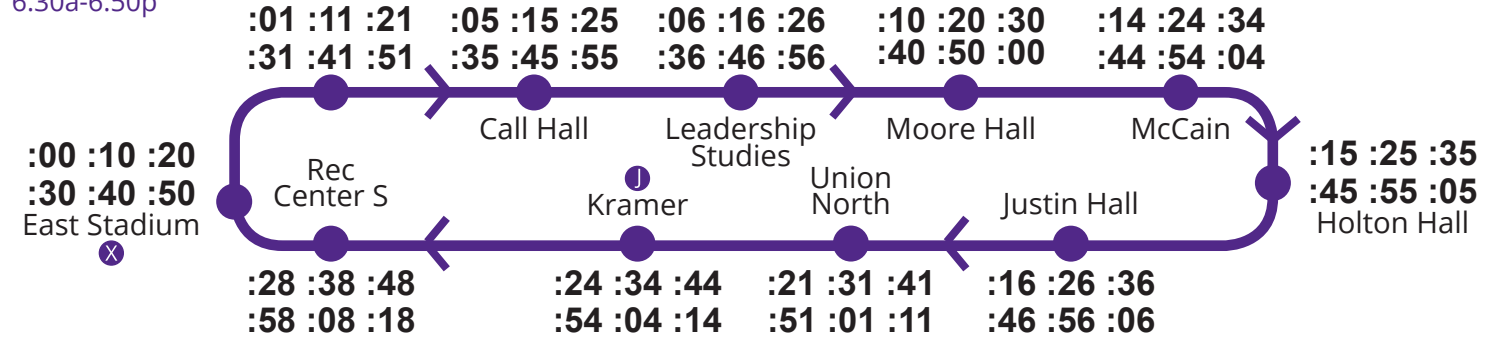 6.30a-6.50p
:01 :11 :21
:31 :41 :51
:05 :15 :25
:35 :45 :55
:06 :16 :26
:36 :46 :56
:10 :20 :30
:40 :50 :00
:14 :24 :34
:44 :54 :04
Call Hall
Leadership
Studies
Moore Hall
McCain
:15 :25 :35
:45 :55 :05
Holton Hall
:00 :10 :20
:30 :40 :50
East Stadium
X
Rec
Center S
J
Kramer
Union
North
Justin Hall
:28 :38 :48
:58 :08 :18
:24 :34 :44
:54 :04 :14
:21 :31 :41
:51 :01 :11
:16 :26 :36
:46 :56 :06